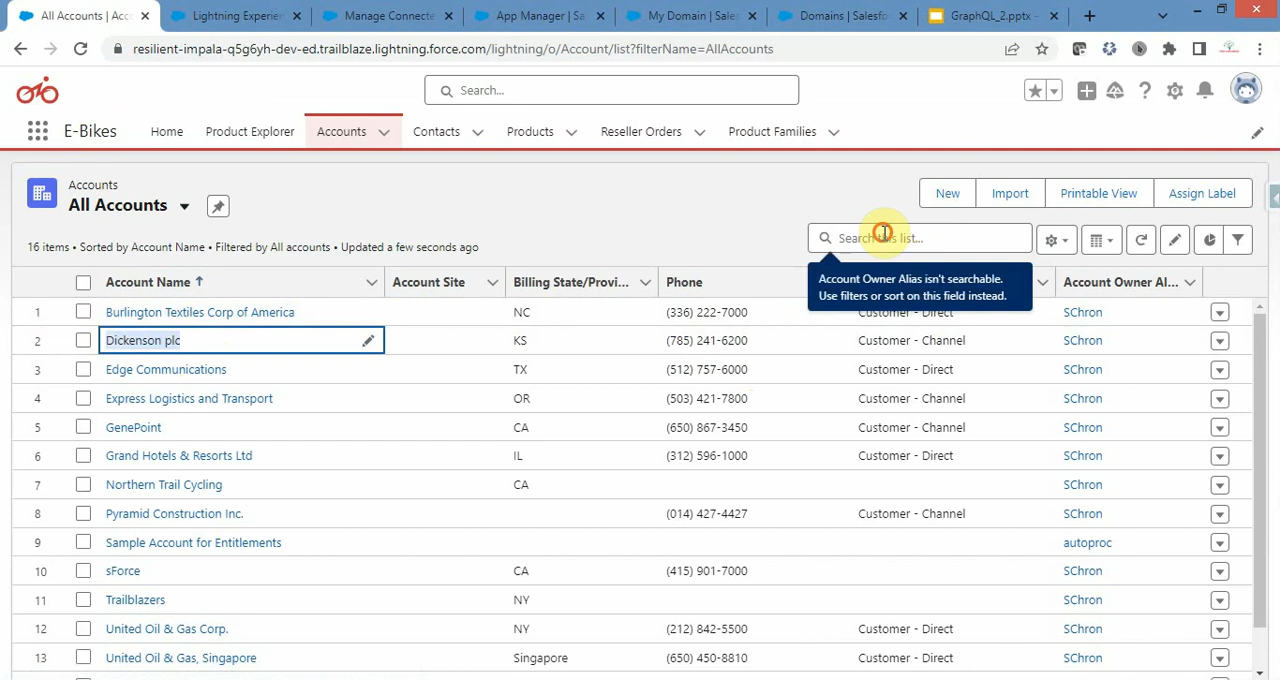 All Accounts | Acco
Lightning Experien
Manage Connecte
App Manager | Sa
My Domain | Sales
Domains | Salesfo
GraphQL_2.pptx -
resilient-impala-q5g6yh-dev-ed.trailblaze.lightning.force.com/lightning/o/Account/list?filterName=AllAccounts
Search...
E-Bikes
Home
Product Explorer
Accounts
Contacts
Products
Reseller Orders
Product Families
Accounts
All Accounts
New
Import
Printable View
Assign Label
16 items • Sorted by Account Name • Filtered by All accounts • Updated a few seconds ago
Search this list...
Account Owner Alias isn't searchable.
Use filters or sort on this field instead.
Account Name
Account Site
Billing State/Provi...
Phone
Account Owner Al...
1 Burlington Textiles Corp of America NC (336) 222-7000 Customer - Direct SChron
2 Dickenson plc KS (785) 241-6200 Customer - Channel SChron
3 Edge Communications TX (512) 757-6000 Customer - Direct SChron
4 Express Logistics and Transport OR (503) 421-7800 Customer - Channel SChron
5 GenePoint CA (650) 867-3450 Customer - Channel SChron
6 Grand Hotels & Resorts Ltd IL (312) 596-1000 Customer - Direct SChron
7 Northern Trail Cycling CA SChron
8 Pyramid Construction Inc. (014) 427-4427 Customer - Channel SChron
9 Sample Account for Entitlements autoproc
10 sForce CA (415) 901-7000 SChron
11 Trailblazers NY SChron
12 United Oil & Gas Corp. NY (212) 842-5500 Customer - Direct SChron
13 United Oil & Gas, Singapore Singapore (650) 450-8810 Customer - Direct SChron